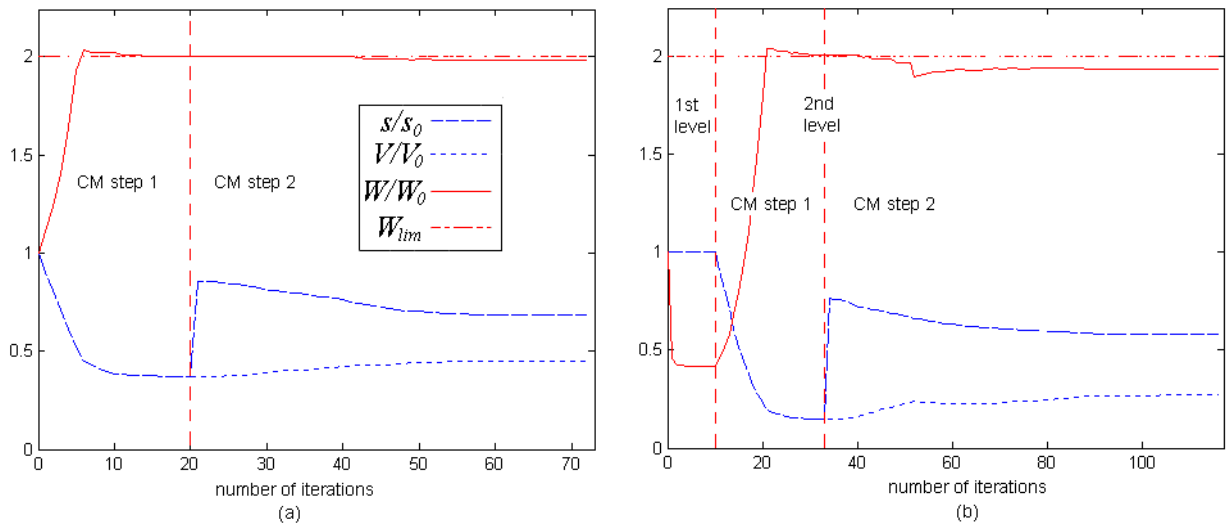 2
1.5
1
0.5
0
CM step 1
CM step 2
s/s0
V/V0
W/W0
Wlim
0
10
20
30
40
50
60
70
number of iterations
(a)
2
1.5
1
0.5
0
1st
level
2nd
level
CM step 1
CM step 2
0
20
40
60
80
100
number of iterations
(b)